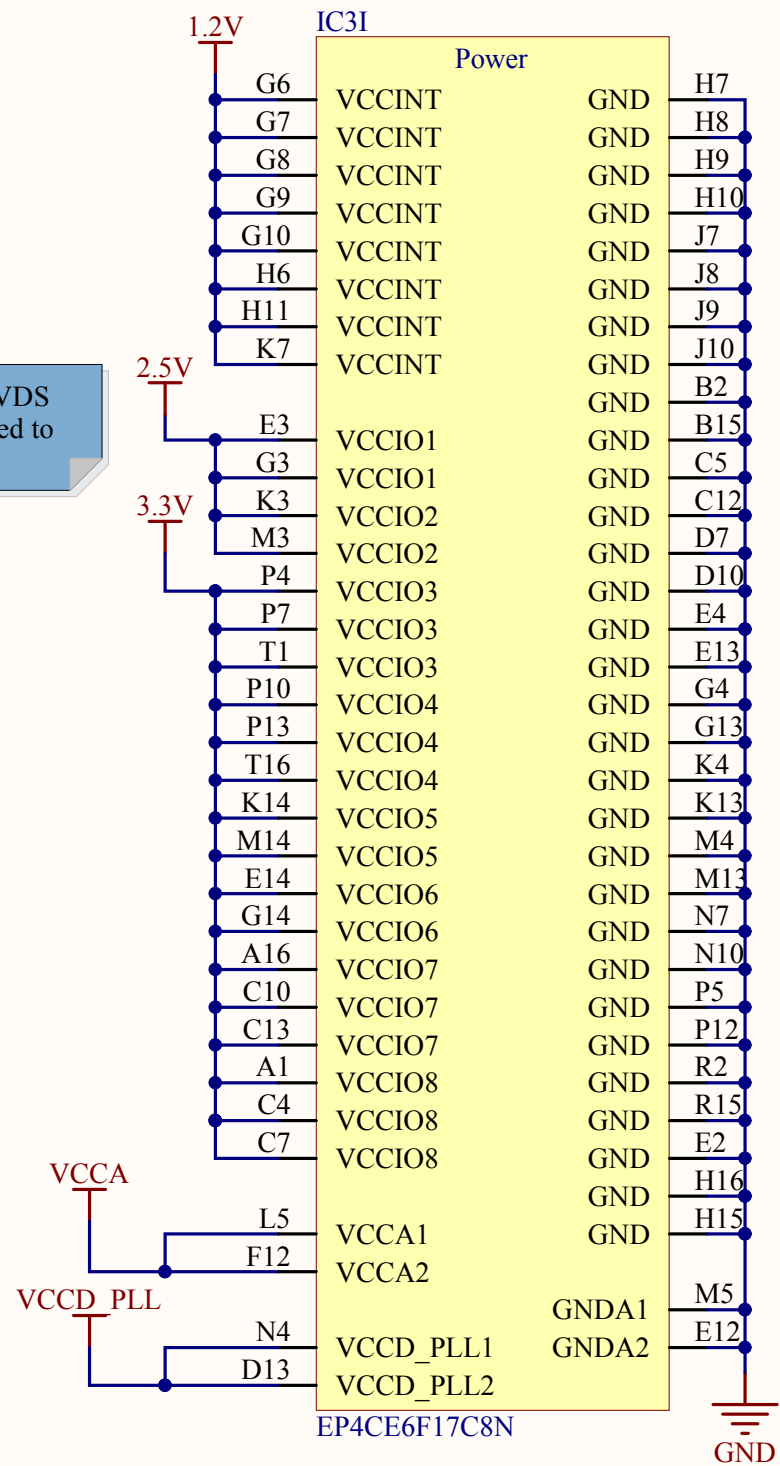 1.2V
IC3I
Power
G6 VCCINT GND H7
G7 VCCINT GND H8
G8 VCCINT GND H9
G9 VCCINT GND H10
G10 VCCINT GND J7
H6 VCCINT GND J8
H11 VCCINT GND J9
K7 VCCINT GND J10
2.5V
GND B2
VDS
ed to
E3 VCCIO1 GND B15
G3 VCCIO1 GND C5
K3 VCCIO2 GND C12
3.3V
M3 VCCIO2 GND D7
P4 VCCIO3 GND D10
P7 VCCIO3 GND E4
T1 VCCIO3 GND E13
P10 VCCIO4 GND G4
P13 VCCIO4 GND G13
T16 VCCIO4 GND K4
K14 VCCIO5 GND K13
M14 VCCIO5 GND M4
E14 VCCIO6 GND M13
G14 VCCIO6 GND N7
A16 VCCIO7 GND N10
C10 VCCIO7 GND P5
C13 VCCIO7 GND P12
A1 VCCIO8 GND R2
C4 VCCIO8 GND R15
C7 VCCIO8 GND E2
VCCA
GND H16
L5 VCCA1 GND H15
F12 VCCA2
VCCD_PLL
GNDA1 M5
N4 VCCD_PLL1 GNDA2 E12
D13 VCCD_PLL2
EP4CE6F17C8N
GND